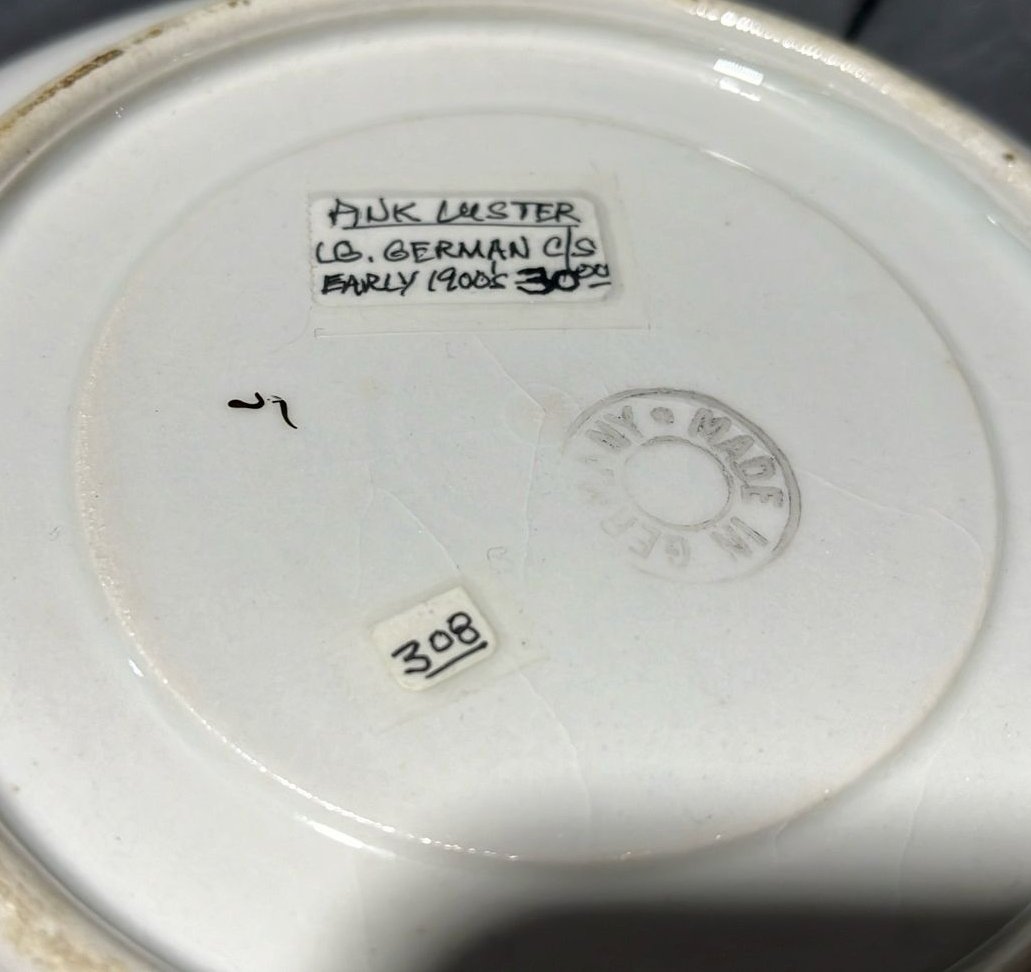 PINK LUSTER
LG. GERMAN C/S
EARLY 1900's 30.00
MADE IN GERMANY •
308